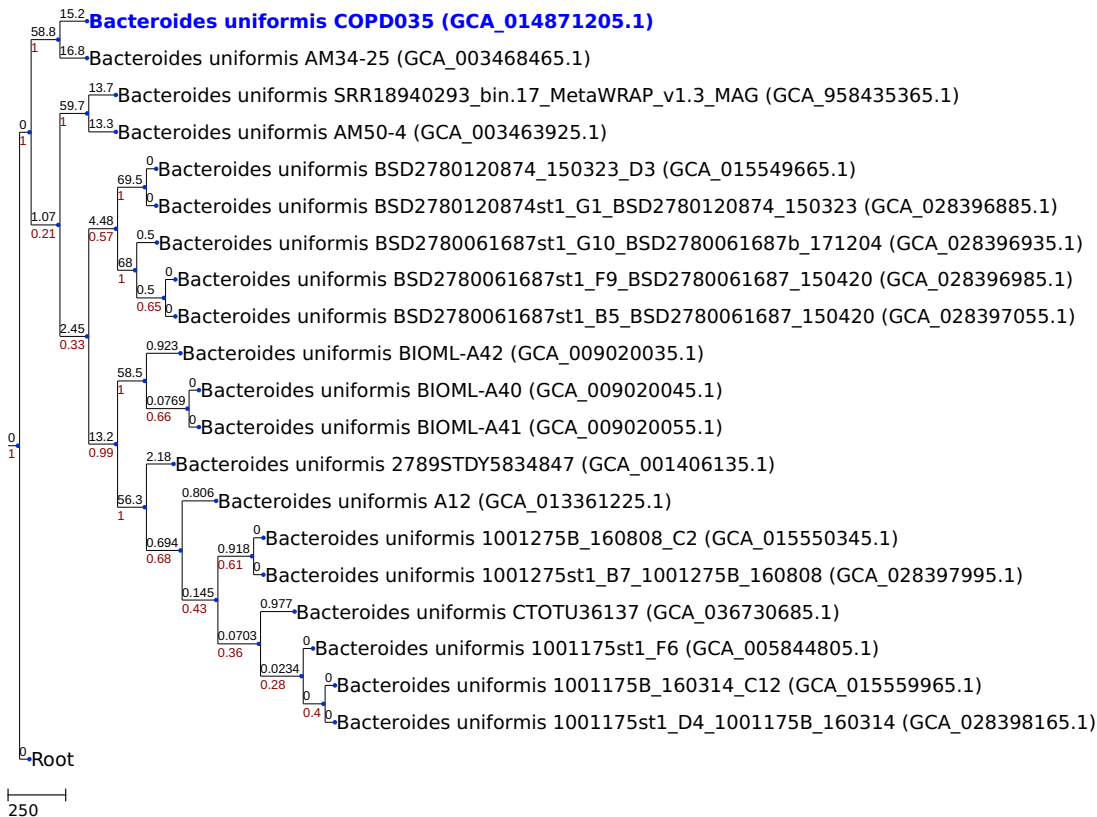 15.2
Bacteroides uniformis COPD035 (GCA_014871205.1)
58.8
1
16.8
Bacteroides uniformis AM34-25 (GCA_003468465.1)
13.7
Bacteroides uniformis SRR18940293_bin.17_MetaWRAP_v1.3_MAG (GCA_958435365.1)
59.7
1
0
1
13.3
Bacteroides uniformis AM50-4 (GCA_003463925.1)
0
Bacteroides uniformis BSD2780120874_150323_D3 (GCA_015549665.1)
69.5
1
0
Bacteroides uniformis BSD2780120874st1_G1_BSD2780120874_150323 (GCA_028396885.1)
1.07
0.21
4.48
0.57
0.5
Bacteroides uniformis BSD2780061687st1_G10_BSD2780061687b_171204 (GCA_028396935.1)
68
1
0
Bacteroides uniformis BSD2780061687st1_F9_BSD2780061687_150420 (GCA_028396985.1)
0.5
0.65
0
Bacteroides uniformis BSD2780061687st1_B5_BSD2780061687_150420 (GCA_028397055.1)
2.45
0.33
0.923
Bacteroides uniformis BIOML-A42 (GCA_009020035.1)
58.5
1
0
Bacteroides uniformis BIOML-A40 (GCA_009020045.1)
0.0769
0.66
0
Bacteroides uniformis BIOML-A41 (GCA_009020055.1)
0
1
13.2
0.99
2.18
Bacteroides uniformis 2789STDY5834847 (GCA_001406135.1)
56.3
1
0.806
Bacteroides uniformis A12 (GCA_013361225.1)
0.694
0.68
0
Bacteroides uniformis 1001275B_160808_C2 (GCA_015550345.1)
0.918
0.61
0
Bacteroides uniformis 1001275st1_B7_1001275B_160808 (GCA_028397995.1)
0.145
0.43
0.977
Bacteroides uniformis CTOTU36137 (GCA_036730685.1)
0.0703
0.36
0
Bacteroides uniformis 1001175st1_F6 (GCA_005844805.1)
0.0234
0.28
0
Bacteroides uniformis 1001175B_160314_C12 (GCA_015559965.1)
0
0.4
0
Bacteroides uniformis 1001175st1_D4_1001175B_160314 (GCA_028398165.1)
0
Root
250